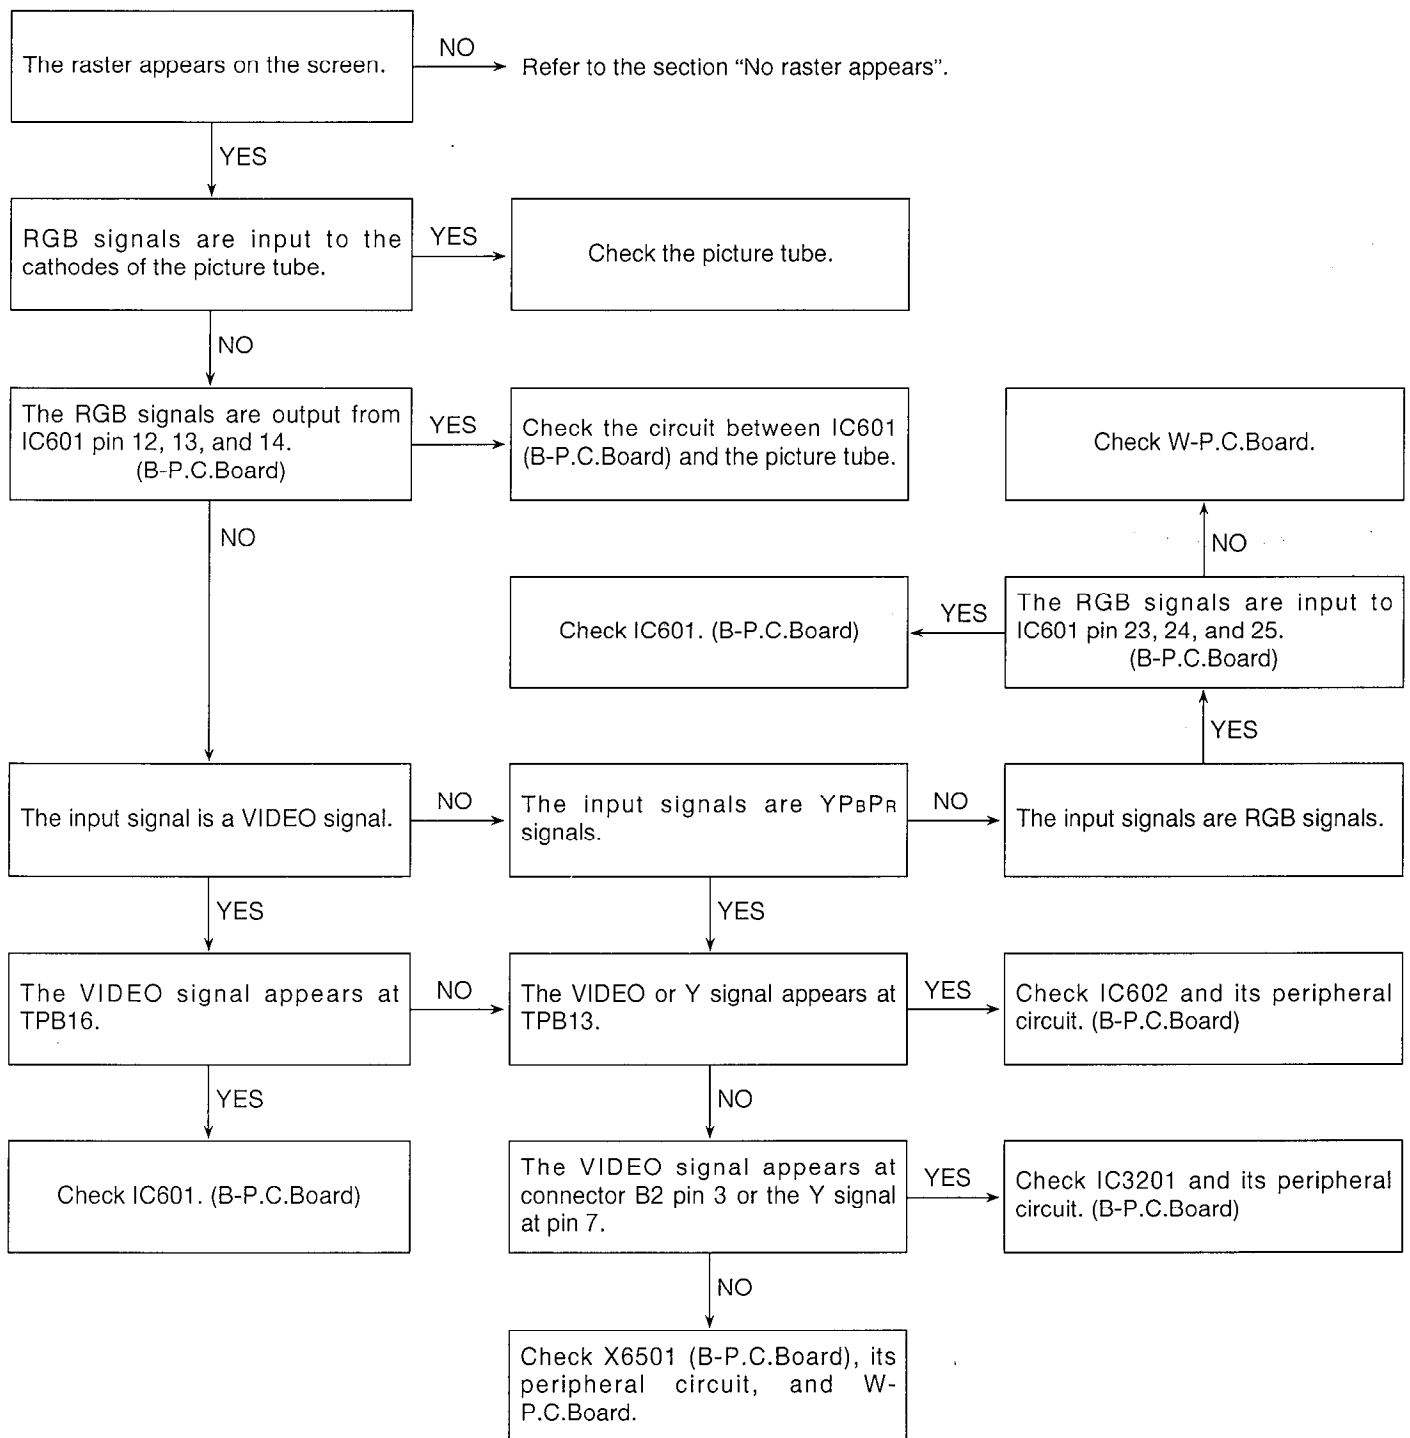 The raster appears on the screen.
NO
Refer to the section “No raster appears”.
YES
RGB signals are input to the
cathodes of the picture tube.
YES
Check the picture tube.
NO
The RGB signals are output from
IC601 pin 12, 13, and 14.
(B-P.C.Board)
YES
Check the circuit between IC601
(B-P.C.Board) and the picture tube.
Check W-P.C.Board.
NO
NO
Check IC601. (B-P.C.Board)
YES
The RGB signals are input to
IC601 pin 23, 24, and 25.
(B-P.C.Board)
YES
The input signal is a VIDEO signal.
NO
The input signals are YPBPR
signals.
NO
The input signals are RGB signals.
YES
YES
The VIDEO signal appears at
TPB16.
NO
The VIDEO or Y signal appears at
TPB13.
YES
Check IC602 and its peripheral
circuit. (B-P.C.Board)
YES
NO
Check IC601. (B-P.C.Board)
The VIDEO signal appears at
connector B2 pin 3 or the Y signal
at pin 7.
YES
Check IC3201 and its peripheral
circuit. (B-P.C.Board)
NO
Check X6501 (B-P.C.Board), its
peripheral circuit, and W-
P.C.Board.